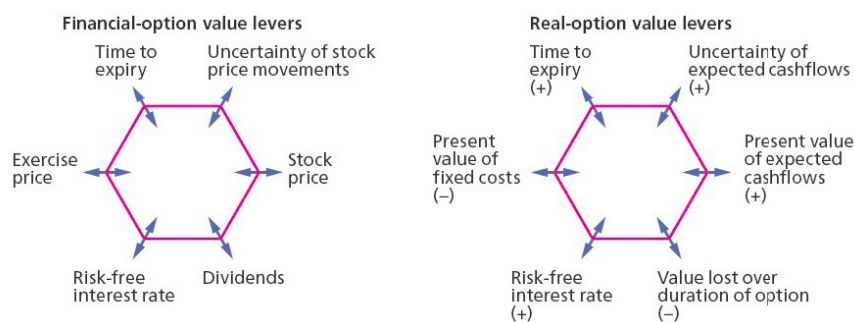 Financial-option value levers
Time to
expiry
Uncertainty of stock
price movements
Exercise
price
Stock
price
Risk-free
interest rate
Dividends
Real-option value levers
Time to
expiry
(+)
Uncertainty of
expected cashflows
(+)
Present
value of
fixed costs
(–)
Present value
of expected
cashflows
(+)
Risk-free
interest rate
(+)
Value lost over
duration of option
(–)